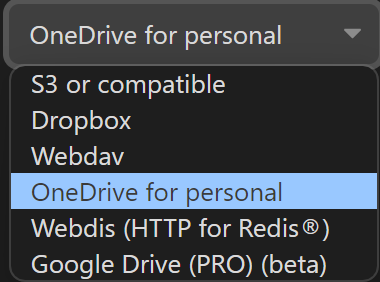 OneDrive for personal
S3 or compatible
Dropbox
Webdav
OneDrive for personal
Webdis (HTTP for Redis®)
Google Drive (PRO) (beta)